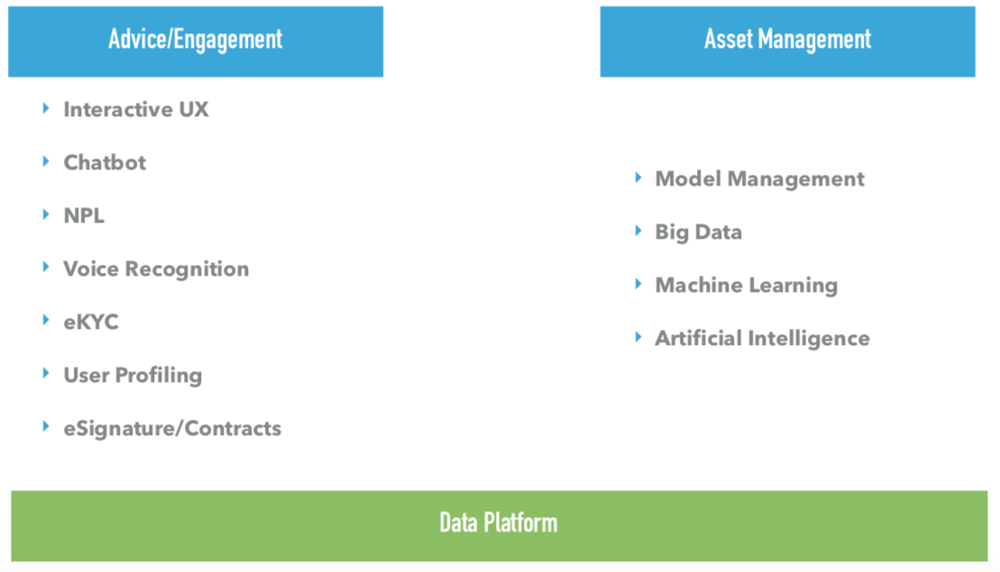 Advice/Engagement
Interactive UX
Chatbot
NPL
Voice Recognition
eKYC
User Profiling
eSignature/Contracts
Asset Management
Model Management
Big Data
Machine Learning
Artificial Intelligence
Data Platform